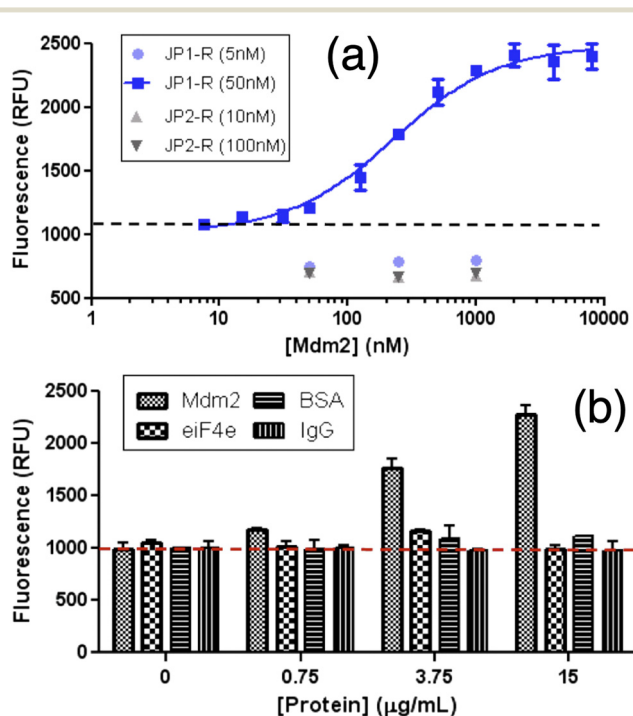 (a)
JP1-R (5nM)
JP1-R (50nM)
JP2-R (10nM)
JP2-R (100nM)
Fluorescence (RFU)
2500
2000
1500
1000
500
1 10 100 1000 10000
[Mdm2] (nM)
(b)
Mdm2 BSA
eiF4e IgG
Fluorescence (RFU)
2500
2000
1500
1000
500
0
0 0.75 3.75 15
[Protein] (μg/mL)